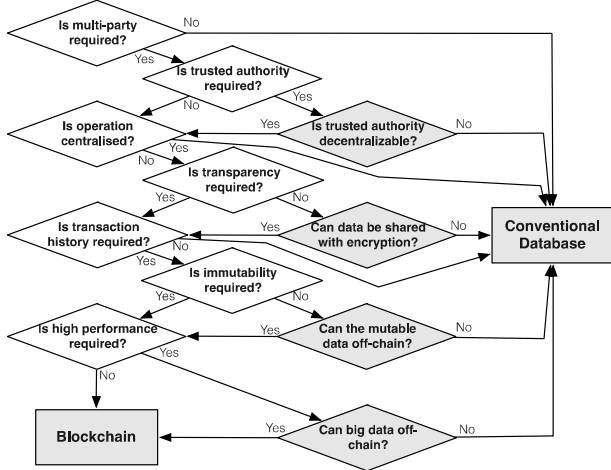 Is multi-party
required?
No
Yes
Is trusted authority
required?
No
Yes
Is operation
centralised?
Yes
Is trusted authority
decentralizable?
No
Yes
No
Is transparency
required?
Yes
No
Is transaction
history required?
Can data be shared
with encryption?
Yes
No
No
Yes
Conventional
Database
Is immutability
required?
Yes
No
Is high performance
required?
Can the mutable
data off-chain?
Yes
No
Yes
No
Blockchain
Can big data off-
chain?
Yes
No